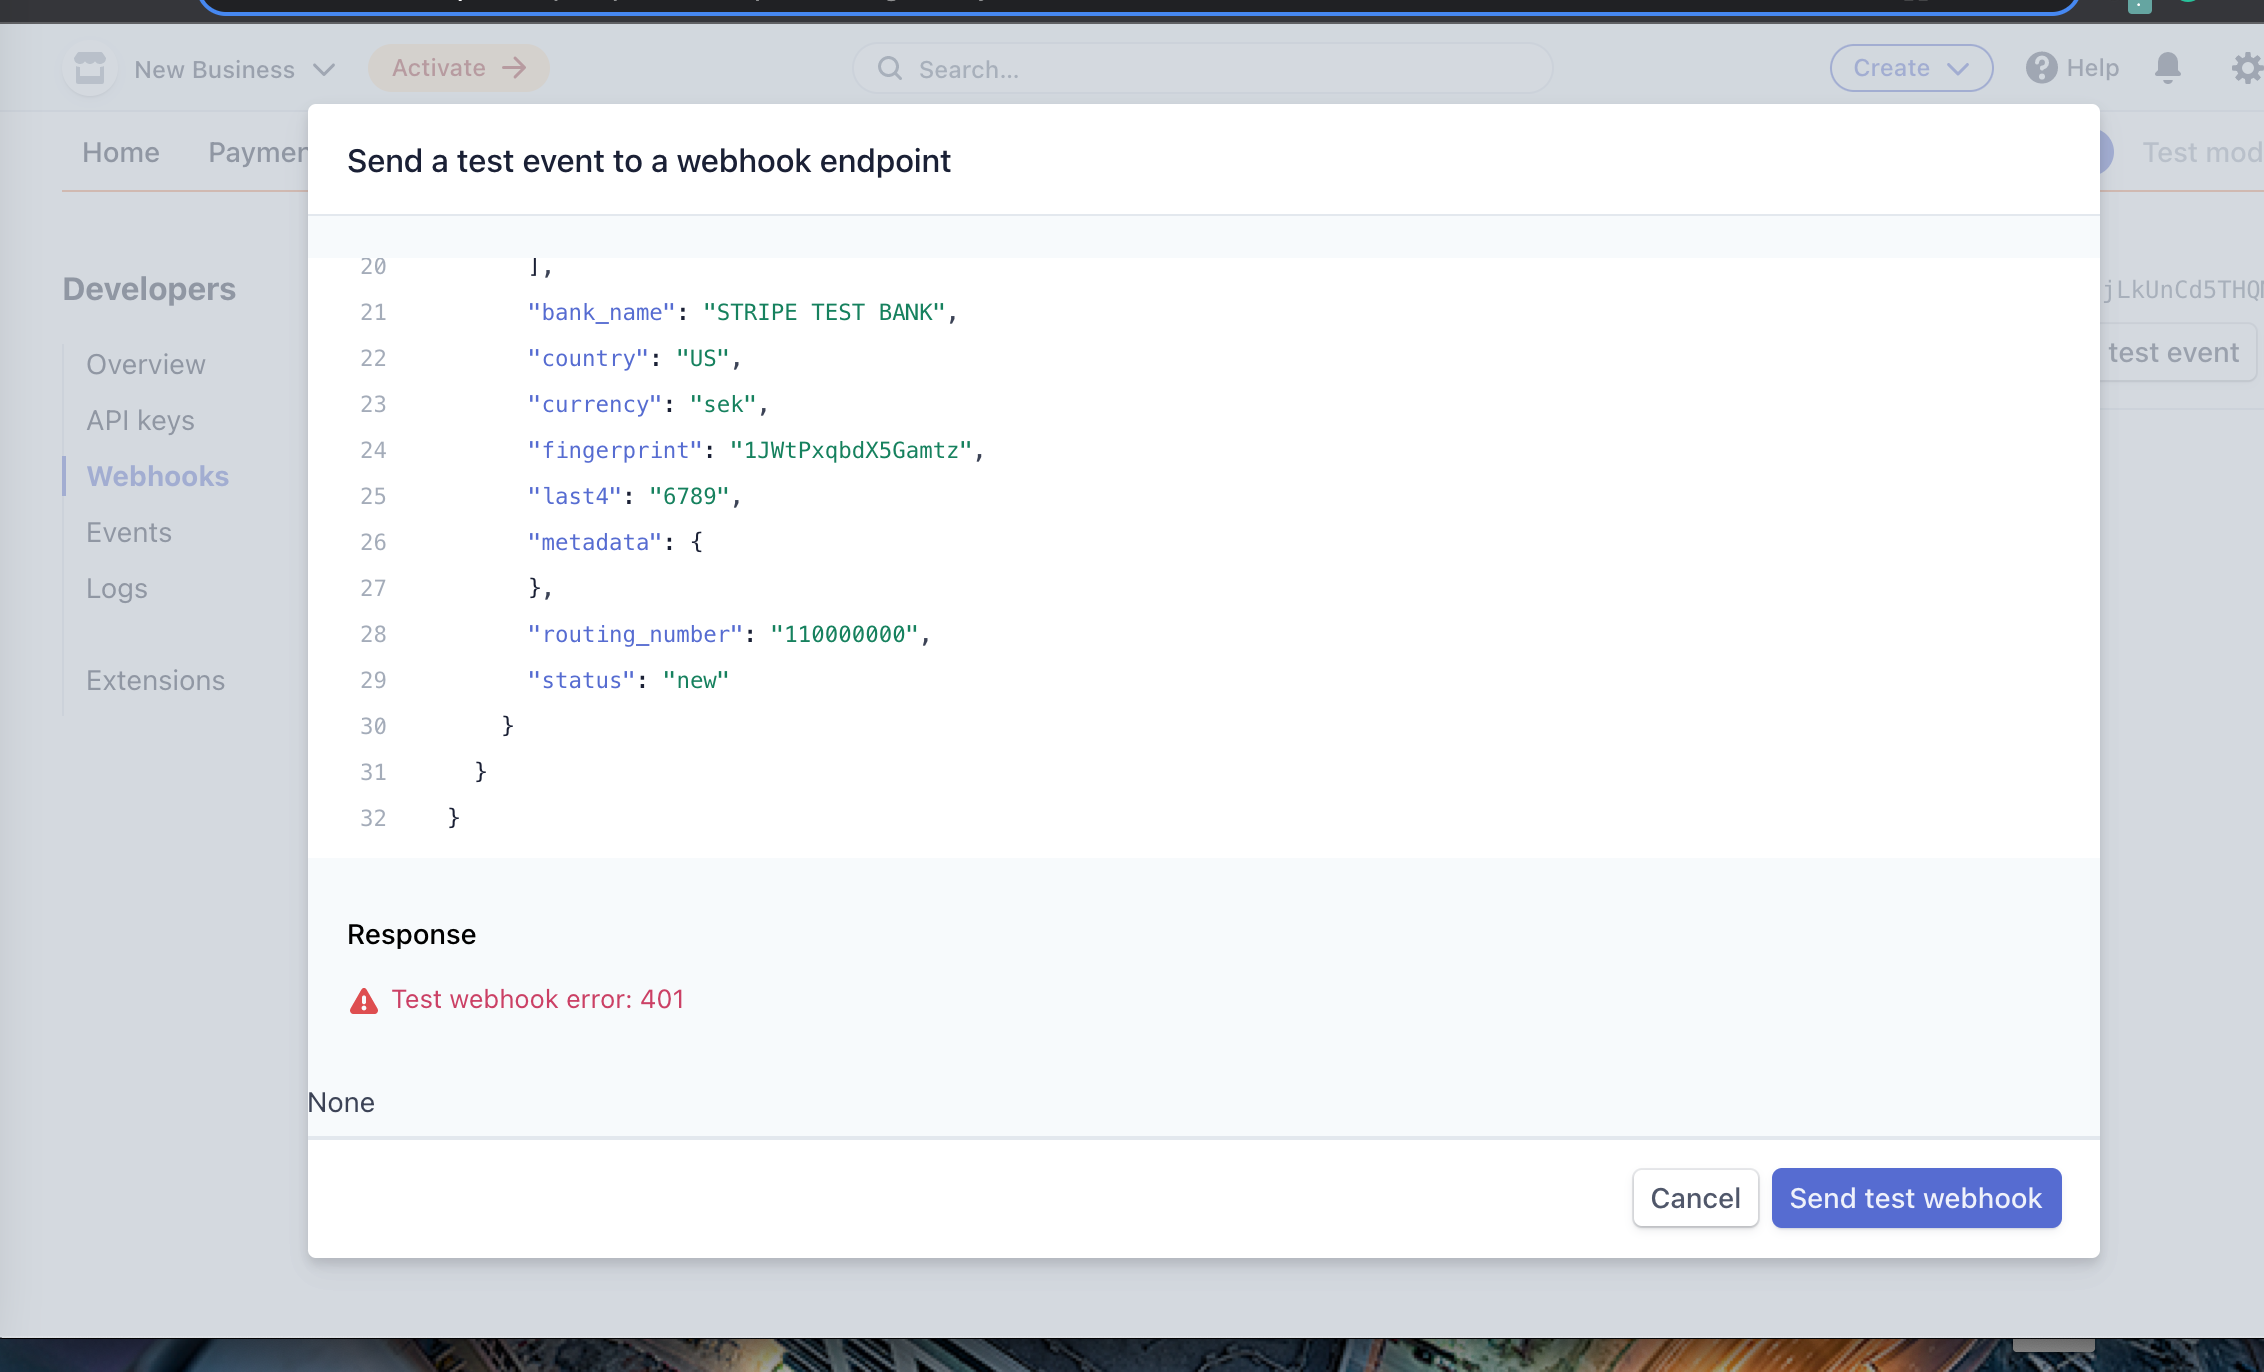 New Business
Activate
Search...
Create
Help
Home
Test mod
Send a test event to a webhook endpoint
Developers
Overview
API keys
Webhooks
Events
Logs
Extensions
jLkUnCd5THQ
test event
20 ],
21 "bank_name": "STRIPE TEST BANK",
22 "country": "US",
23 "currency": "sek",
24 "fingerprint": "1JWtPxqbdX5Gamtz",
25 "last4": "6789",
26 "metadata": {
27 },
28 "routing_number": "110000000",
29 "status": "new"
30 }
31 }
32 }
Response
Test webhook error: 401
None
Cancel
Send test webhook